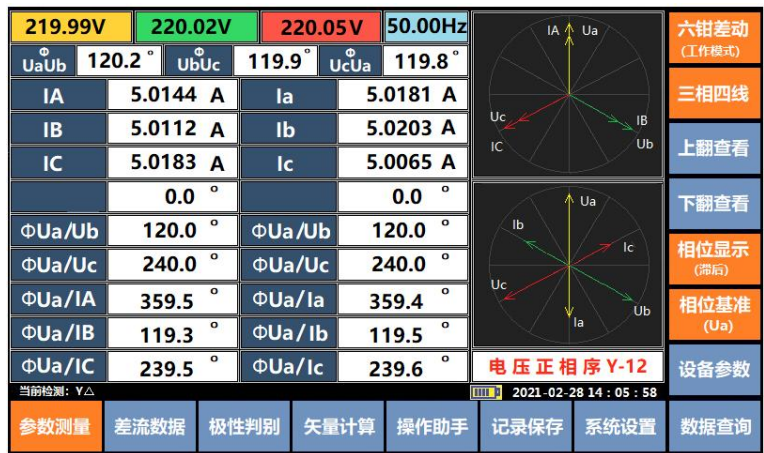 219.99V 220.02V 220.05V 50.00Hz
Φ UaUb 120.2° Φ UbUc 119.9° Φ UcUa 119.8°
IA 5.0144 A Ia 5.0181 A
IB 5.0112 A Ib 5.0203 A
IC 5.0183 A Ic 5.0065 A
0.0 ° 0.0 °
ΦUa/Ub 120.0 ° ΦUa/Ub 120.0 °
ΦUa/Uc 240.0 ° ΦUa/Uc 240.0 °
ΦUa/IA 359.5 ° ΦUa/Ia 359.4 °
ΦUa/IB 119.3 ° ΦUa/Ib 119.5 °
ΦUa/IC 239.5 ° ΦUa/Ic 239.6 °
IA Ua
Uc IB
IC Ub
Ua
Ib Ic
Uc Ub
Ia
电压正相序Y-12
当前检测: Y△
2021-02-28 14:05:58
六钳差动
(工作模式)
三相四线
上翻查看
下翻查看
相位显示
(滞后)
相位基准
(Ua)
设备参数
参数测量 差流数据 极性判别 矢量计算 操作助手 记录保存 系统设置 数据查询